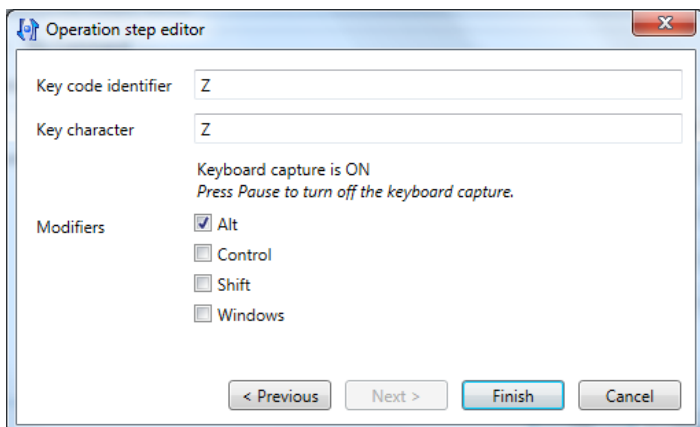 Operation step editor
Key code identifier Z
Key character Z
Keyboard capture is ON
Press Pause to turn off the keyboard capture.
Modifiers Alt
Control
Shift
Windows
< Previous Next > Finish Cancel